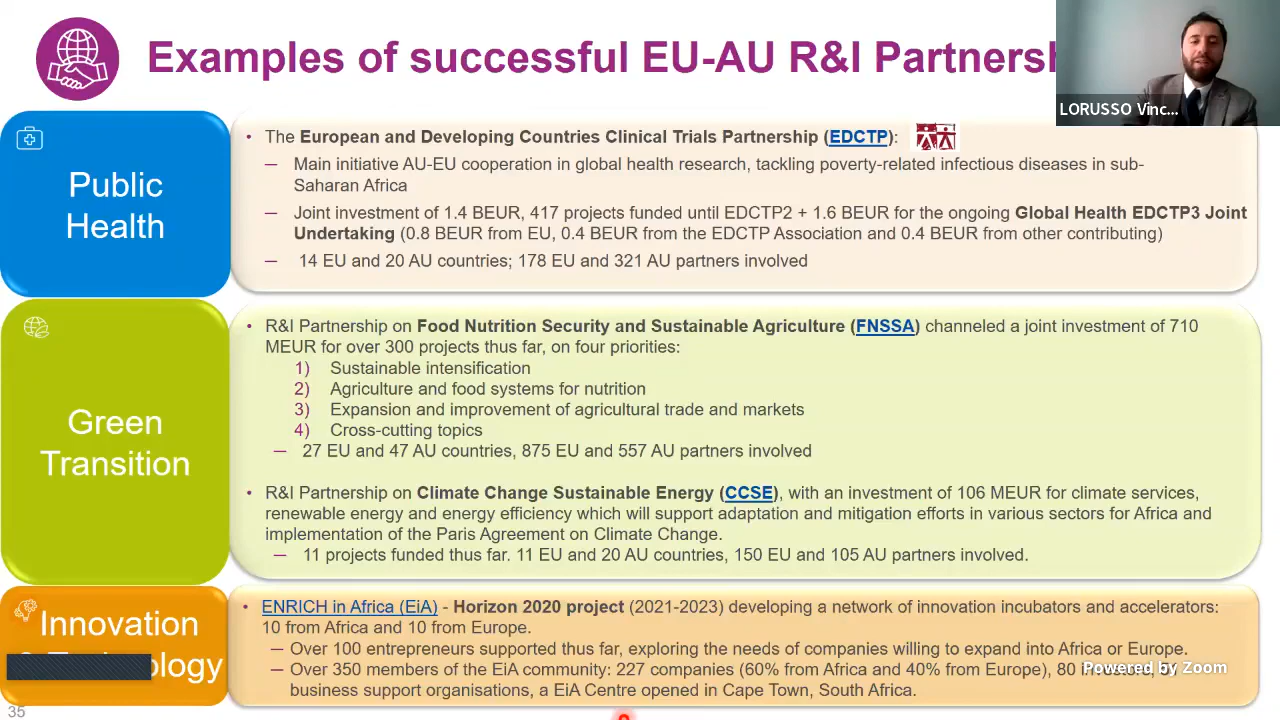 Examples of successful EU-AU R&I Partnersh
LORUSSO Vinc...
Public
Health
• The European and Developing Countries Clinical Trials Partnership (EDCTP):
— Main initiative AU-EU cooperation in global health research, tackling poverty-related infectious diseases in sub-
Saharan Africa
— Joint investment of 1.4 BEUR, 417 projects funded until EDCTP2 + 1.6 BEUR for the ongoing Global Health EDCTP3 Joint
Undertaking (0.8 BEUR from EU, 0.4 BEUR from the EDCTP Association and 0.4 BEUR from other contributing)
— 14 EU and 20 AU countries; 178 EU and 321 AU partners involved
Green
Transition
• R&I Partnership on Food Nutrition Security and Sustainable Agriculture (FNSSA) channeled a joint investment of 710
MEUR for over 300 projects thus far, on four priorities:
1) Sustainable intensification
2) Agriculture and food systems for nutrition
3) Expansion and improvement of agricultural trade and markets
4) Cross-cutting topics
— 27 EU and 47 AU countries, 875 EU and 557 AU partners involved
• R&I Partnership on Climate Change Sustainable Energy (CCSE), with an investment of 106 MEUR for climate services,
renewable energy and energy efficiency which will support adaptation and mitigation efforts in various sectors for Africa and
implementation of the Paris Agreement on Climate Change.
— 11 projects funded thus far. 11 EU and 20 AU countries, 150 EU and 105 AU partners involved.
Innovation
ology
• ENRICH in Africa (EiA) - Horizon 2020 project (2021-2023) developing a network of innovation incubators and accelerators:
10 from Africa and 10 from Europe.
— Over 100 entrepreneurs supported thus far, exploring the needs of companies willing to expand into Africa or Europe.
— Over 350 members of the EiA community: 227 companies (60% from Africa and 40% from Europe), 80
business support organisations, a EiA Centre opened in Cape Town, South Africa.
Powered by Zoom
35